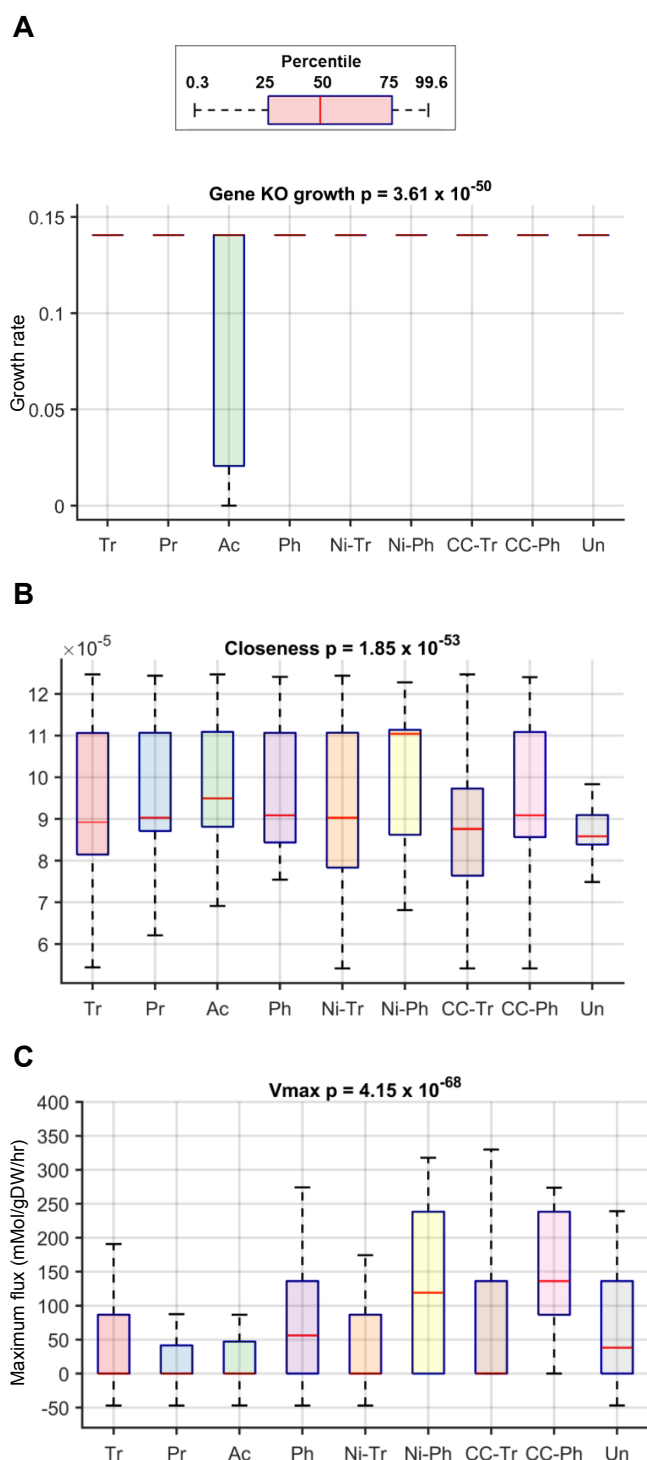 A
Percentile
0.3 25 50 75 99.6
Gene KO growth p = 3.61 x 10^-50
Growth rate
0.15
0.1
0.05
0
Tr Pr Ac Ph Ni-Tr Ni-Ph CC-Tr CC-Ph Un
B
×10^-5
Closeness p = 1.85 x 10^-53
12
11
10
9
8
7
6
Tr Pr Ac Ph Ni-Tr Ni-Ph CC-Tr CC-Ph Un
C
Vmax p = 4.15 x 10^-68
Maximum flux (mMol/gDW/hr)
400
350
300
250
200
150
100
50
0
-50
Tr Pr Ac Ph Ni-Tr Ni-Ph CC-Tr CC-Ph Un